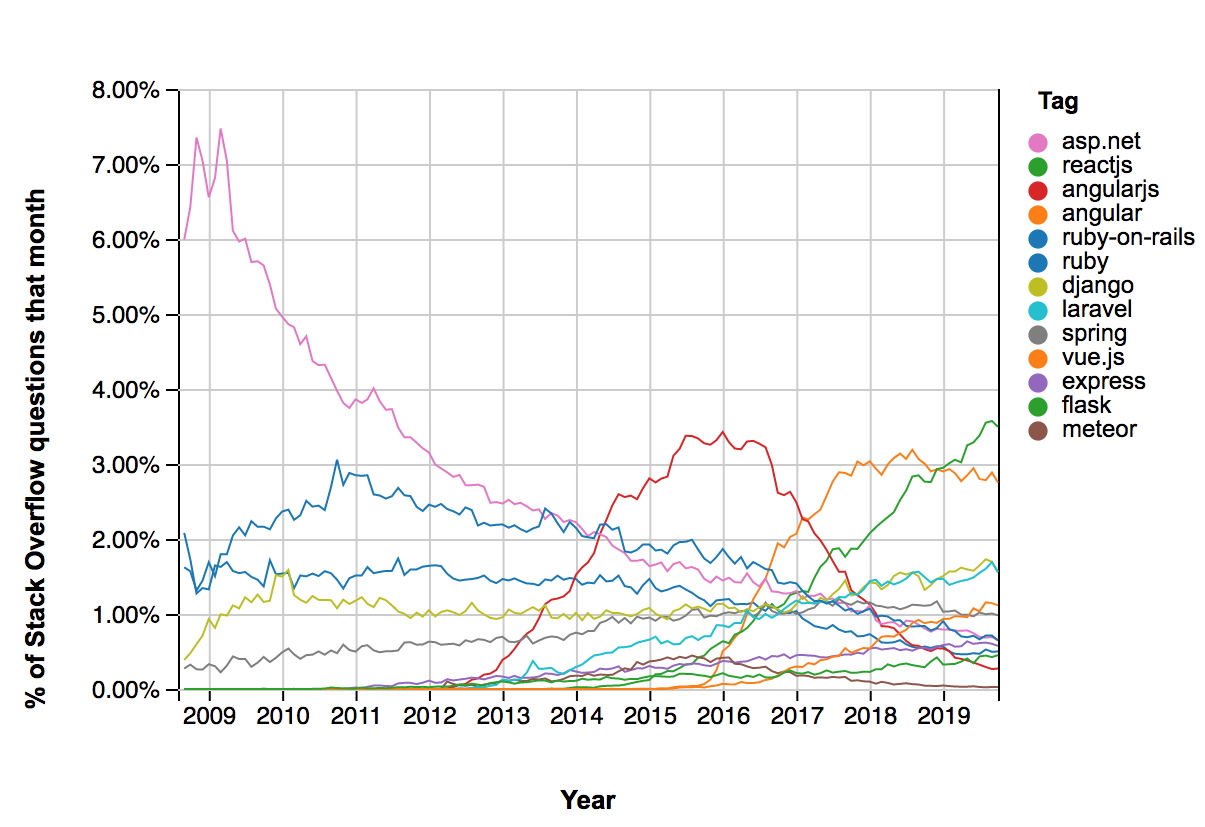 % of Stack Overflow questions that month
8.00%
7.00%
6.00%
5.00%
4.00%
3.00%
2.00%
1.00%
0.00%
2009 2010 2011 2012 2013 2014 2015 2016 2017 2018 2019
Year
Tag
asp.net
reactjs
angularjs
angular
ruby-on-rails
ruby
django
laravel
spring
vue.js
express
flask
meteor